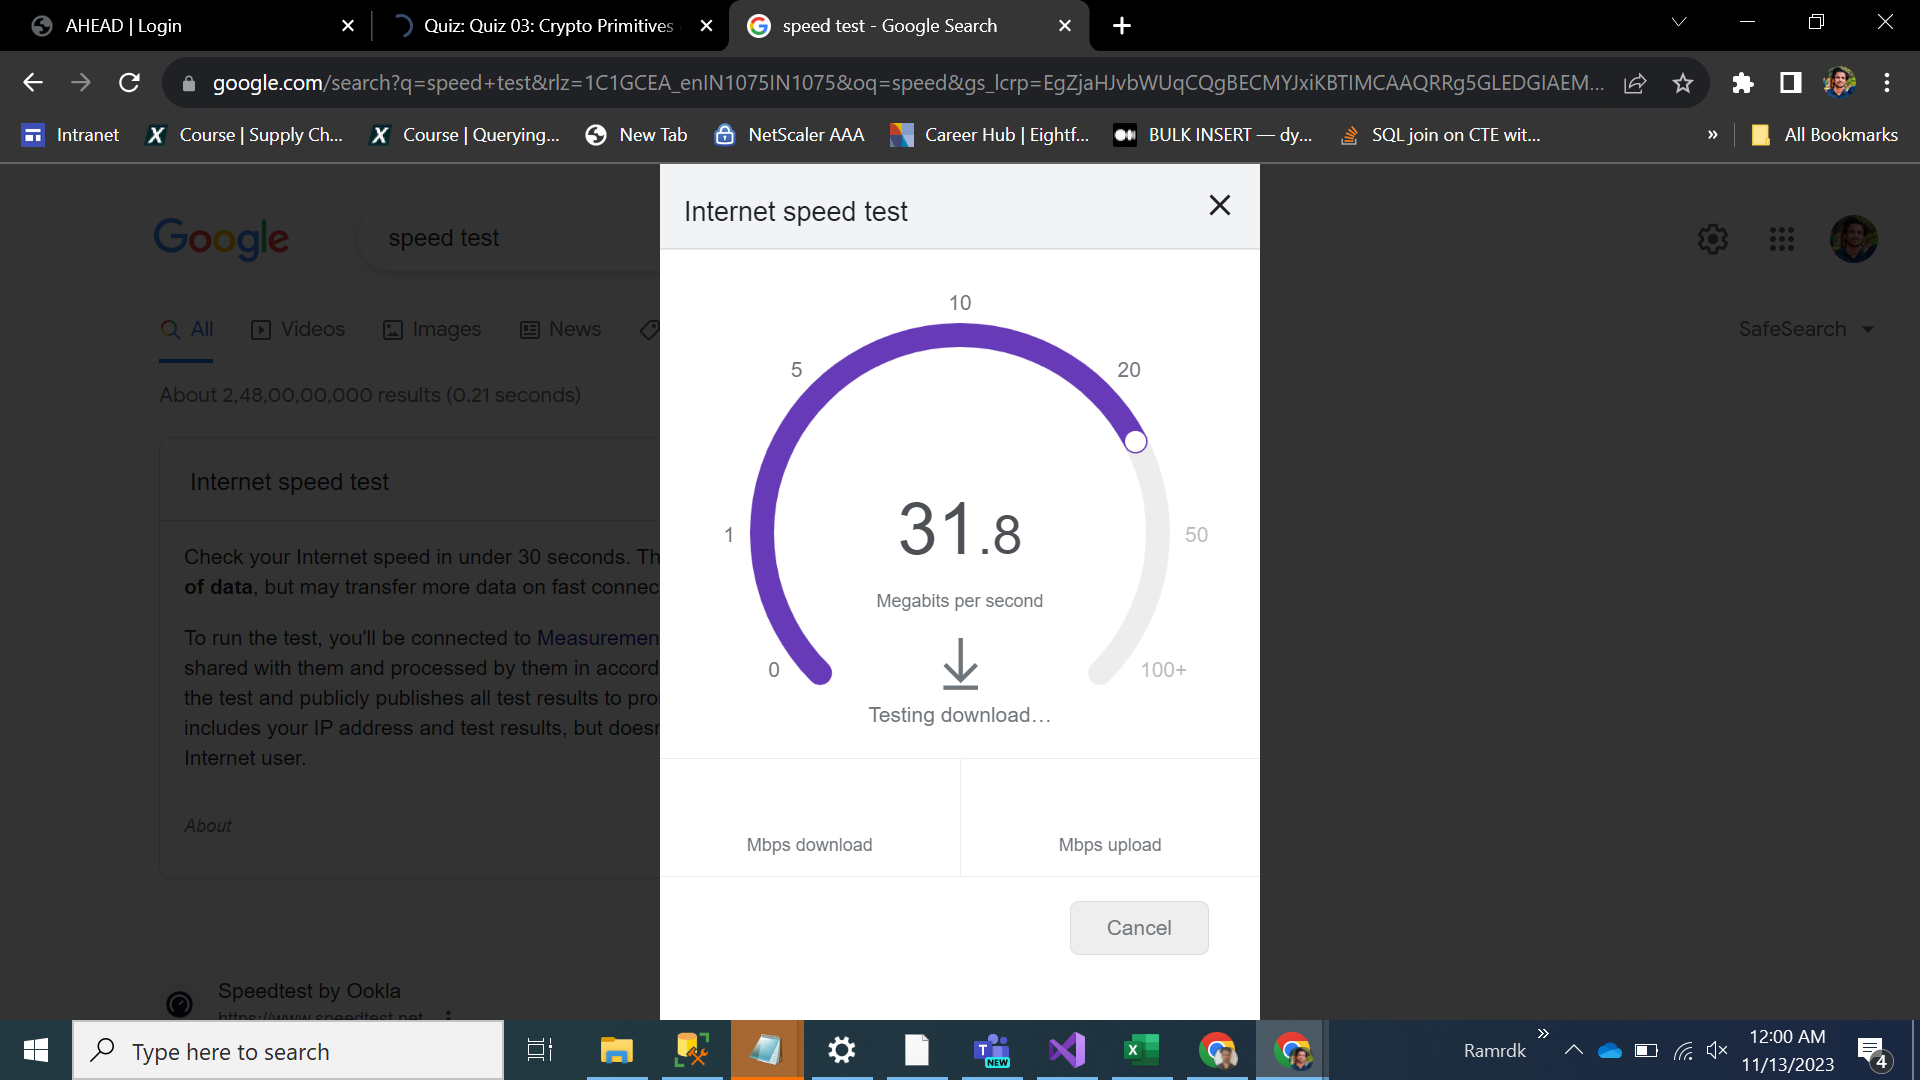 AHEAD | Login
Quiz: Quiz 03: Crypto Primitives
speed test - Google Search
google.com/search?q=speed+test&rlz=1C1GCEA_enIN1075IN1075&oq=speed&gs_lcrp=EgZjaHJvbWUqCQgBECMYJxiKBTIMCAAQRRg5GLEDGIAEM...
Intranet
Course | Supply Ch...
Course | Querying...
New Tab
NetScaler AAA
Career Hub | Eightf...
BULK INSERT — dy...
SQL join on CTE wit...
»
All Bookmarks
Google
speed test
All
Videos
Images
News
SafeSearch
About 2,48,00,00,000 results (0.21 seconds)
Internet speed test
Check your Internet speed in under 30 seconds. Th
of data, but may transfer more data on fast connec
To run the test, you'll be connected to Measuremen
shared with them and processed by them in accord
the test and publicly publishes all test results to pro
includes your IP address and test results, but doesn
Internet user.
About
Speedtest by Ookla
https://www.speedtest.net
Internet speed test
10
5
20
1
50
0
100+
31.8
Megabits per second
Testing download...
Mbps download
Mbps upload
Cancel
Type here to search
NEW
Ramrdk
»
12:00 AM
11/13/2023
4